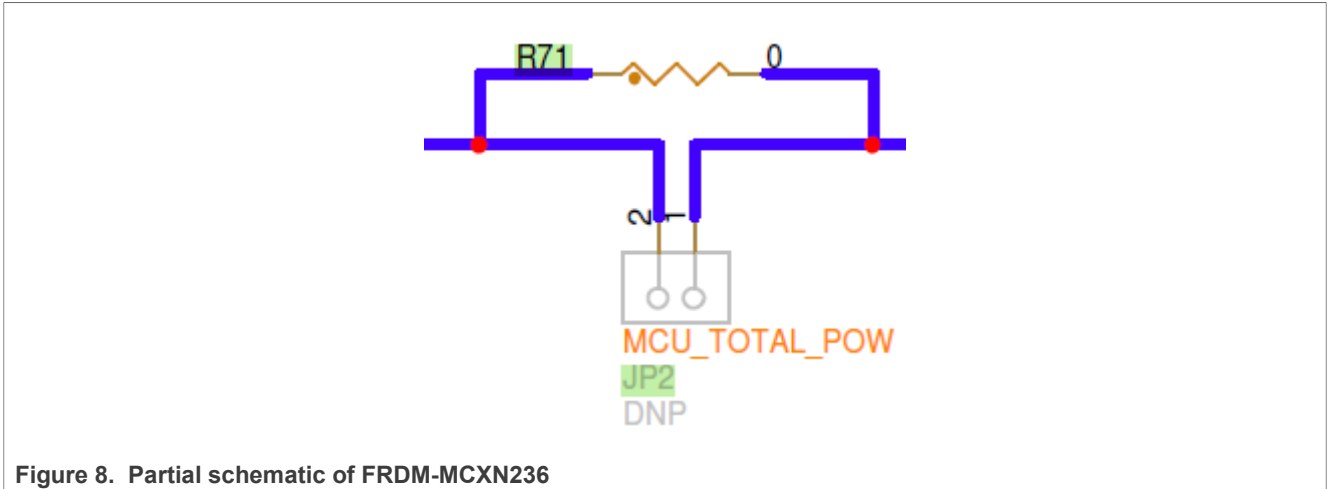 R71 0
2 1
MCU_TOTAL_POW
JP2
DNP
Figure 8. Partial schematic of FRDM-MCXN236